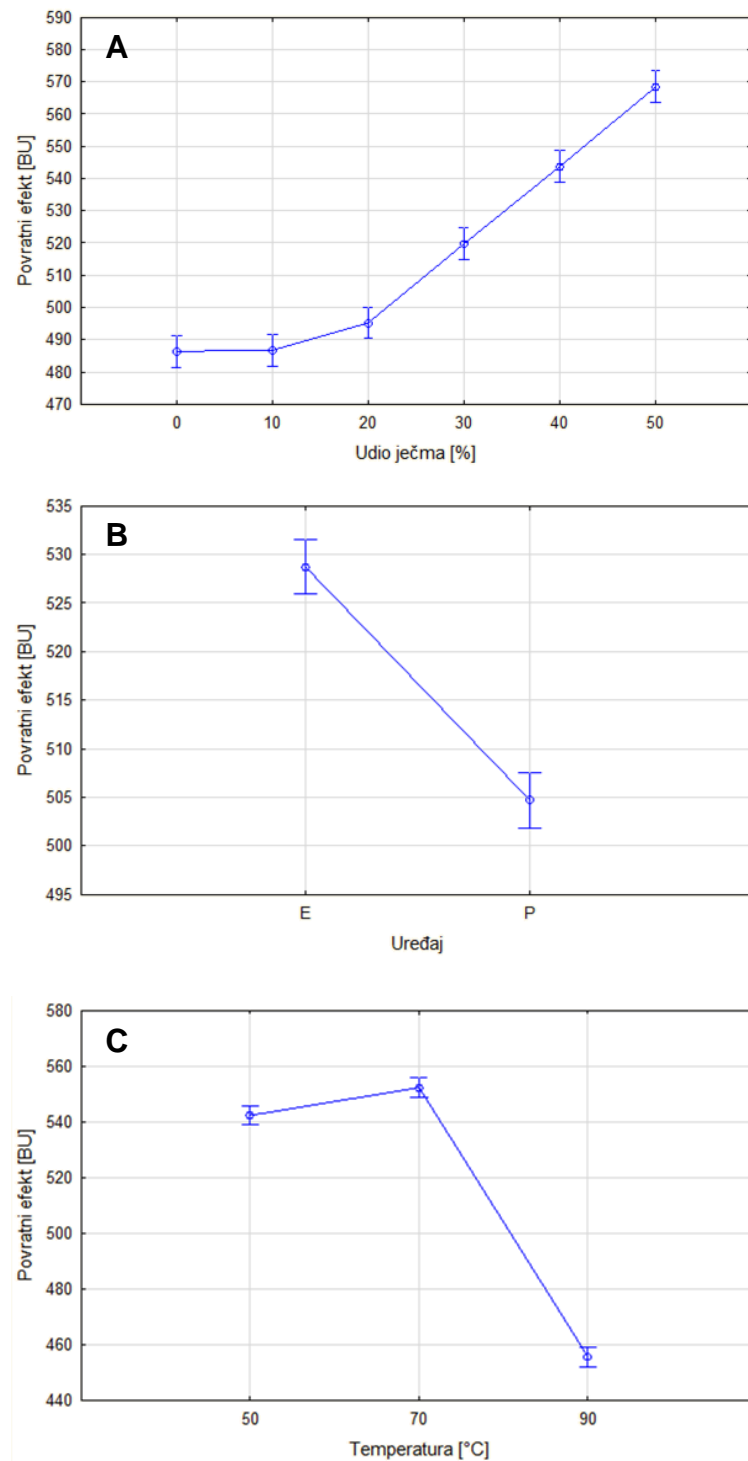 A
Povratni efekt [BU]
590
580
570
560
550
540
530
520
510
500
490
480
470
0 10 20 30 40 50
Udio ječma [%]
B
Povratni efekt [BU]
535
530
525
520
515
510
505
500
495
E P
Uređaj
C
Povratni efekt [BU]
580
560
540
520
500
480
460
440
50 70 90
Temperatura [°C]